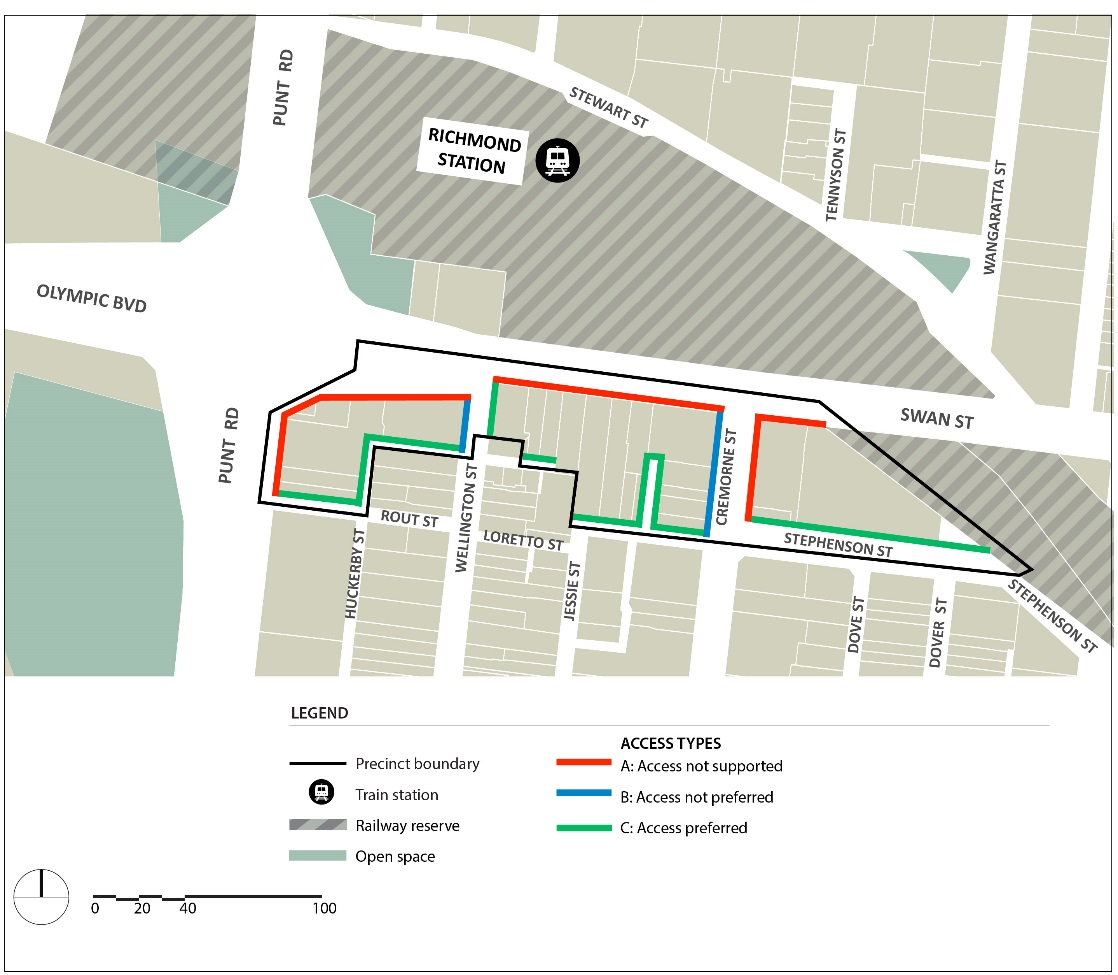 PUNT RD
STEWART ST
RICHMOND
STATION
TENNYSON ST
WANGARATTA ST
OLYMPIC BVD
PUNT RD
SWAN ST
CREMORNE ST
WELLINGTON ST
ROUT ST
LORETTO ST
STEPHENSON ST
HUCKERBY ST
JESSIE ST
DOVE ST
DOVER ST
STEPHENSON ST
LEGEND
Precinct boundary
Train station
Railway reserve
Open space
ACCESS TYPES
A: Access not supported
B: Access not preferred
C: Access preferred
0 20 40 100